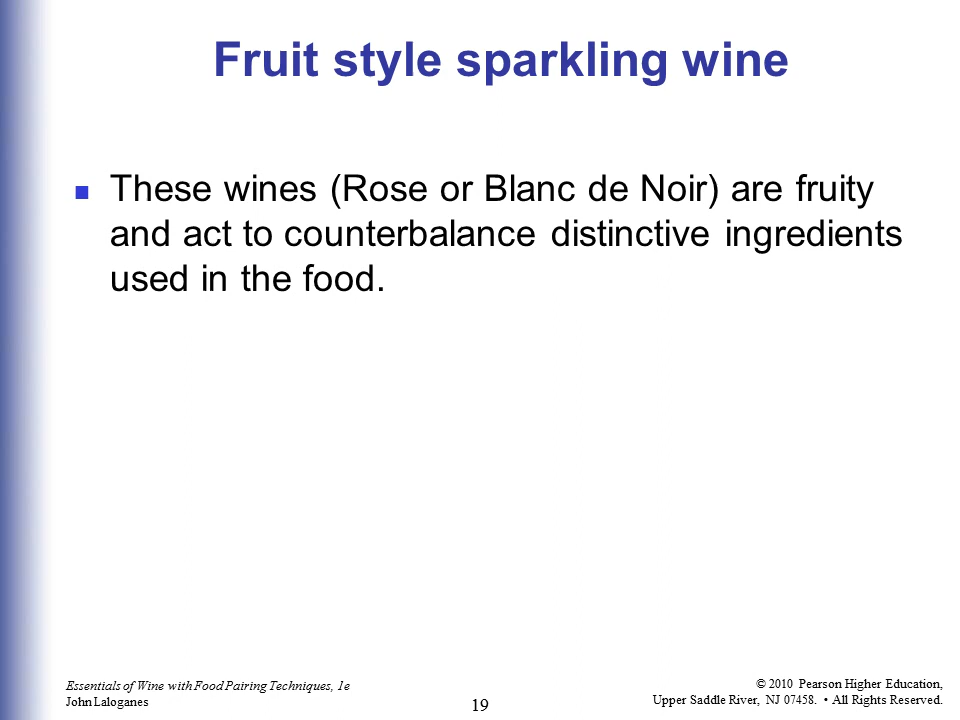 Fruit style sparkling wine
These wines (Rose or Blanc de Noir) are fruity
and act to counterbalance distinctive ingredients
used in the food.
Essentials of Wine with Food Pairing Techniques, 1e
John Laloganes
19
© 2010 Pearson Higher Education,
Upper Saddle River, NJ 07458. • All Rights Reserved.